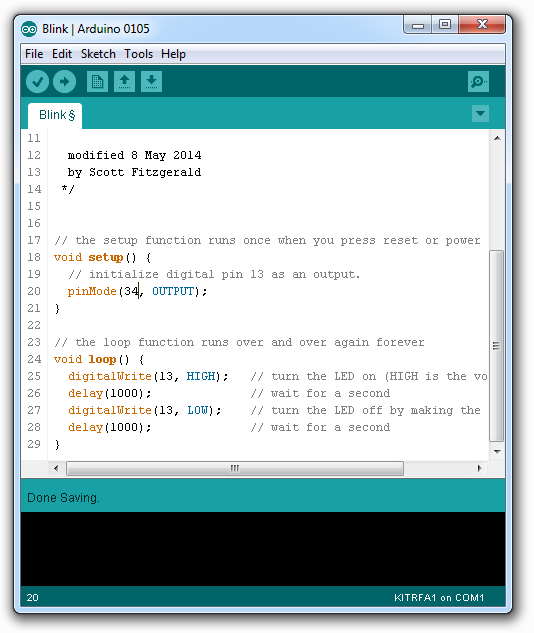 Blink | Arduino 0105
File Edit Sketch Tools Help
Blink §
11
12 modified 8 May 2014
13 by Scott Fitzgerald
14 */
15
16
17 // the setup function runs once when you press reset or power
18 void setup() {
19 // initialize digital pin 13 as an output.
20 pinMode(34, OUTPUT);
21 }
22
23 // the loop function runs over and over again forever
24 void loop() {
25 digitalWrite(13, HIGH); // turn the LED on (HIGH is the vo
26 delay(1000); // wait for a second
27 digitalWrite(13, LOW); // turn the LED off by making the
28 delay(1000); // wait for a second
29 }
Done Saving.
20 KITRFA1 on COM1